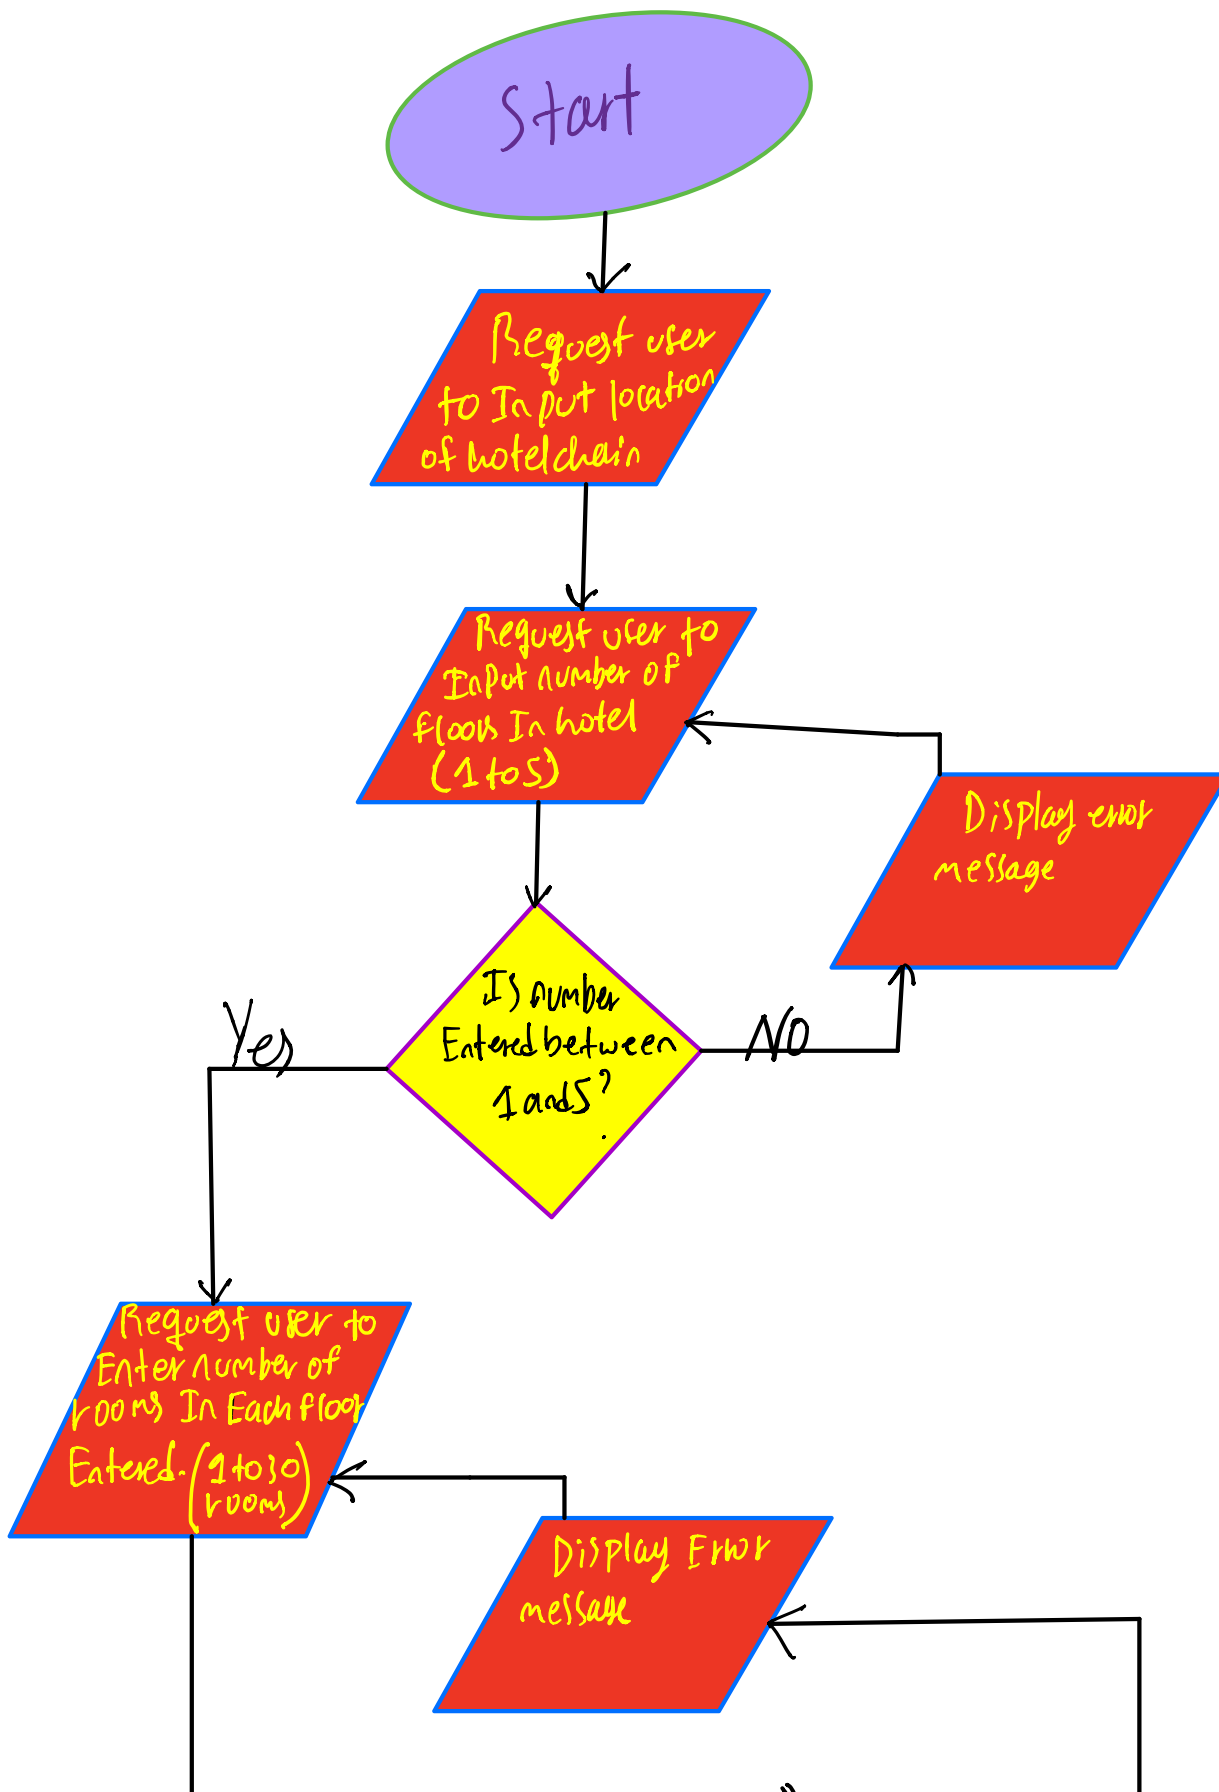 Start
Request user
to Input location
of hotel chain
Request user to
Input number of
floors In hotel
(1 to 5)
Display error
message
Is number
Entered between
1 and 5?
Yes
NO
Request user to
Enter number of
rooms In Each floor
Entered. (1 to 30
rooms)
Display Error
message